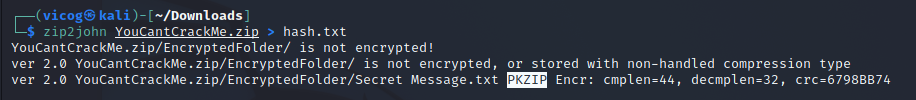 ┌──(vicog㉿kali)-[~/Downloads]
└─$ zip2john YouCantCrackMe.zip > hash.txt
YouCantCrackMe.zip/EncryptedFolder/ is not encrypted!
ver 2.0 YouCantCrackMe.zip/EncryptedFolder/ is not encrypted, or stored with non-handled compression type
ver 2.0 YouCantCrackMe.zip/EncryptedFolder/Secret Message.txt PKZIP Encr: cmplen=44, decmplen=32, crc=6798BB74